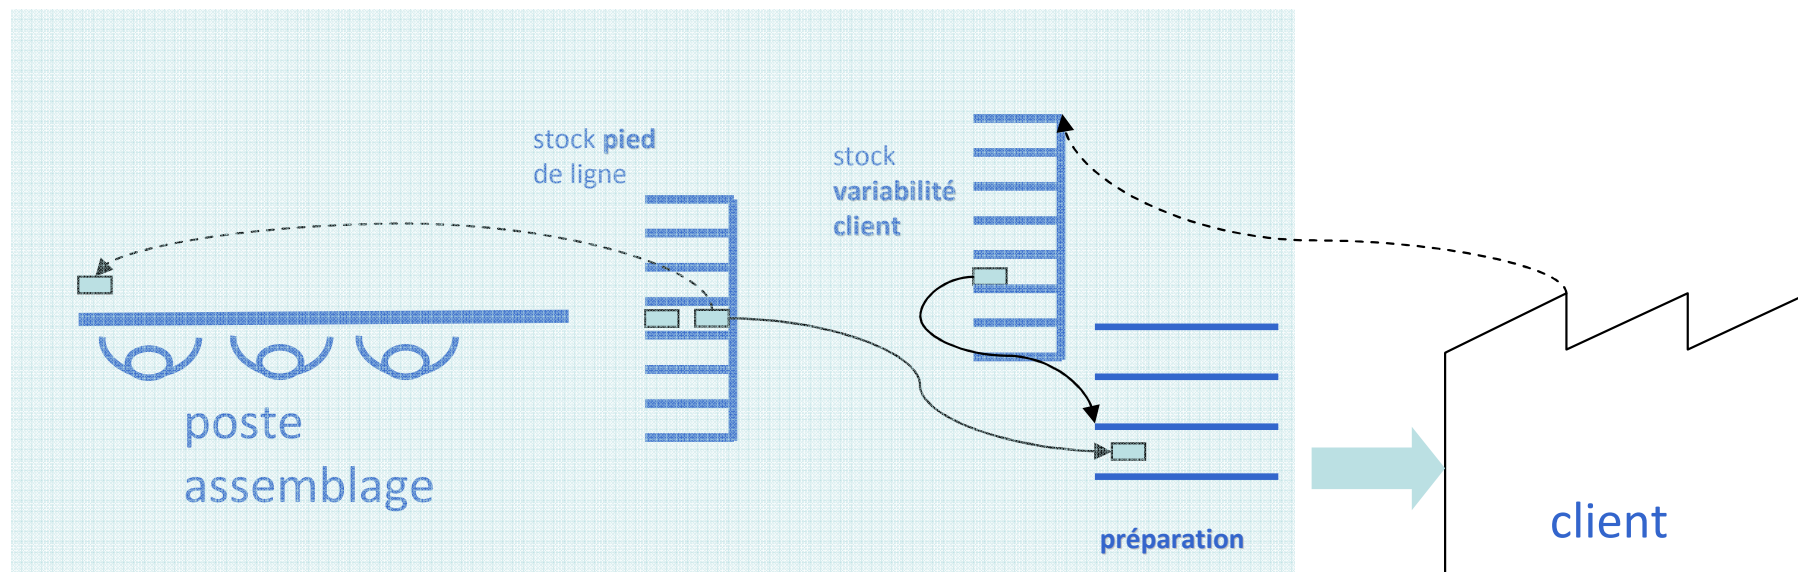 stock pied
de ligne
stock
variabilité
client
poste
assemblage
préparation
client